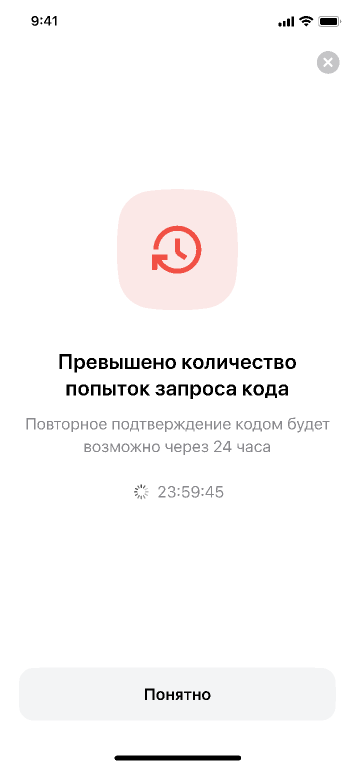 9:41
Превышено количество
попыток запроса кода
Повторное подтверждение кодом будет
возможно через 24 часа
23:59:45
Понятно